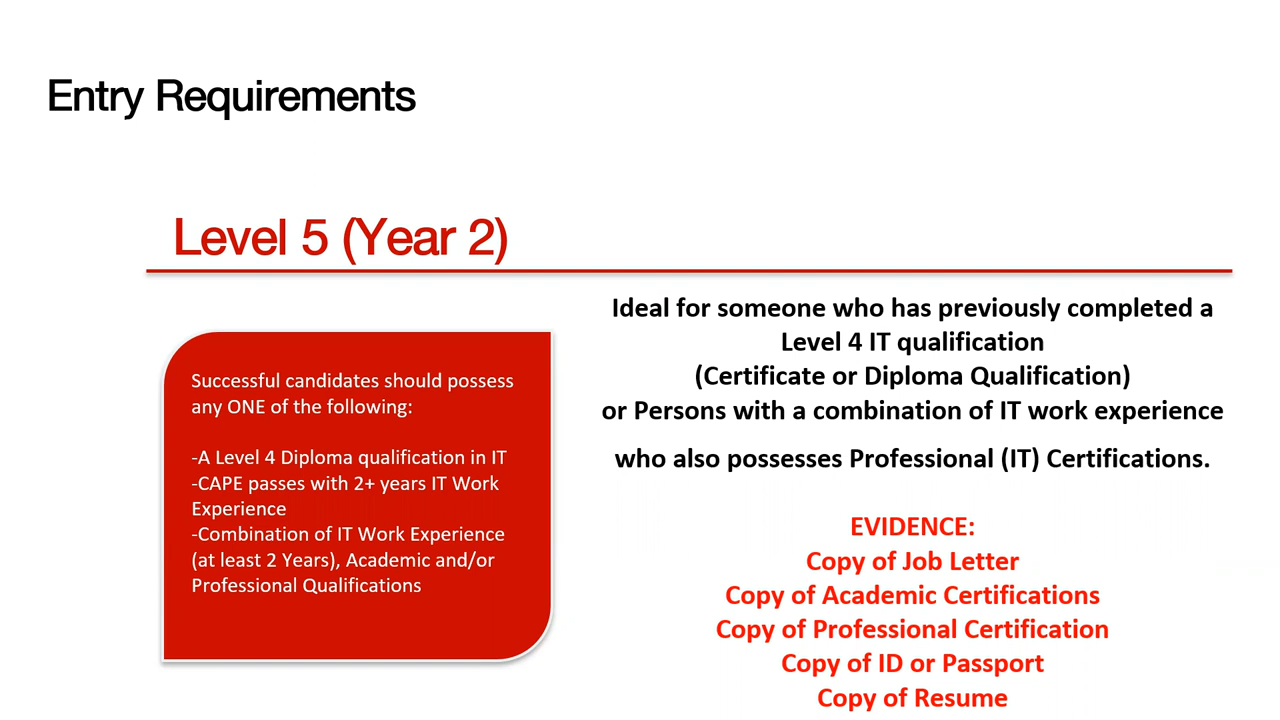 Entry Requirements
Level 5 (Year 2)
Successful candidates should possess
any ONE of the following:
-A Level 4 Diploma qualification in IT
-CAPE passes with 2+ years IT Work
Experience
-Combination of IT Work Experience
(at least 2 Years), Academic and/or
Professional Qualifications
Ideal for someone who has previously completed a
Level 4 IT qualification
(Certificate or Diploma Qualification)
or Persons with a combination of IT work experience
who also possesses Professional (IT) Certifications.
EVIDENCE:
Copy of Job Letter
Copy of Academic Certifications
Copy of Professional Certification
Copy of ID or Passport
Copy of Resume